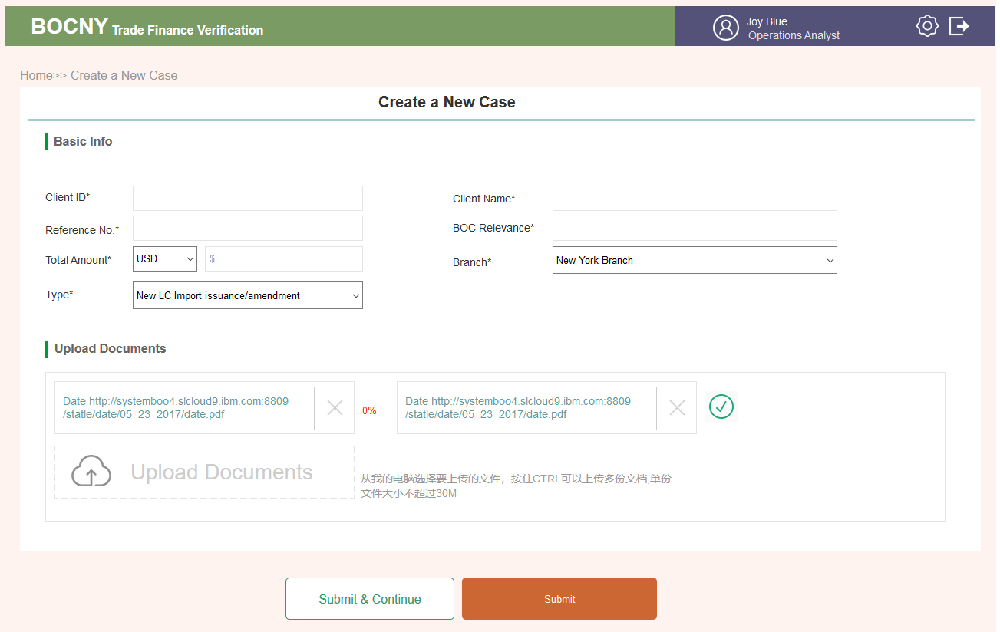 BOCNY Trade Finance Verification
Joy Blue
Operations Analyst
Home>> Create a New Case
Create a New Case
Basic Info
Client ID*
Client Name*
Reference No.*
BOC Relevance*
Total Amount* USD $
Branch* New York Branch
Type* New LC Import issuance/amendment
Upload Documents
Date http://systemboo4.slcloud9.ibm.com:8809
/statle/date/05_23_2017/date.pdf
0%
Date http://systemboo4.slcloud9.ibm.com:8809
/statle/date/05_23_2017/date.pdf
Upload Documents
从我的电脑选择要上传的文件，按住CTRL可以上传多份文档,单份
文件大小不超过30M
Submit & Continue
Submit